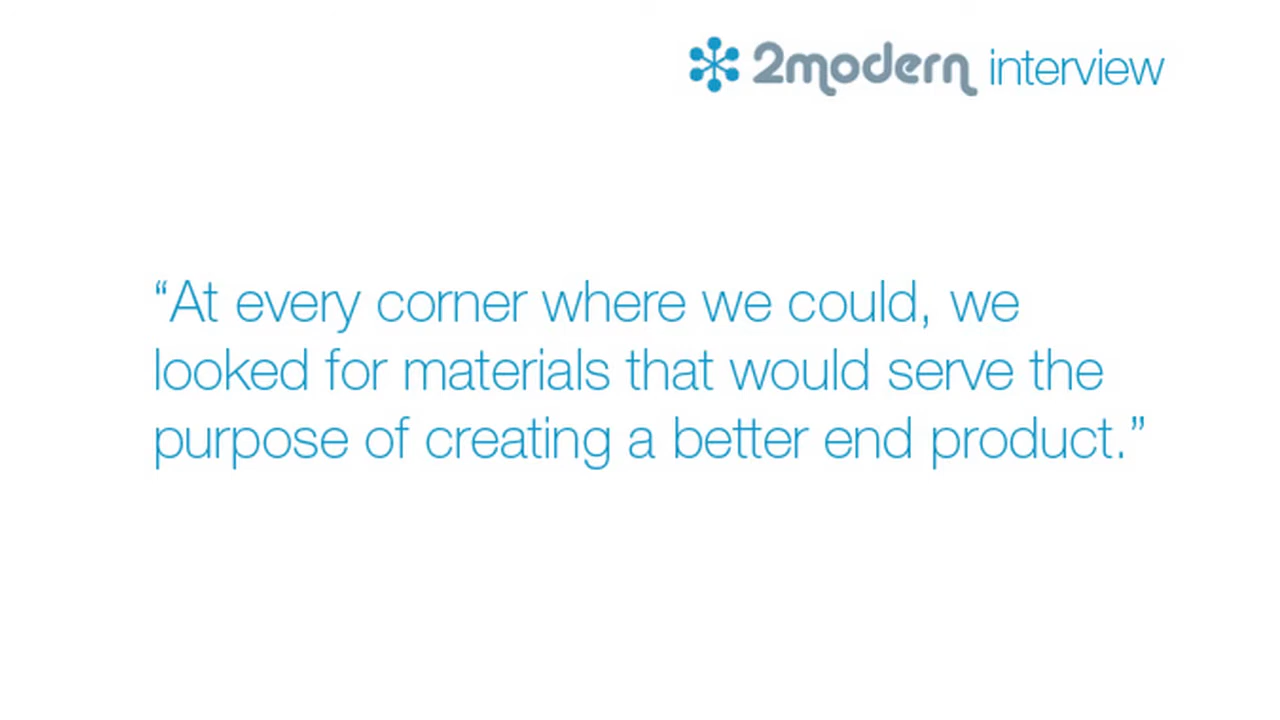 2modern interview
“At every corner where we could, we
looked for materials that would serve the
purpose of creating a better end product.”